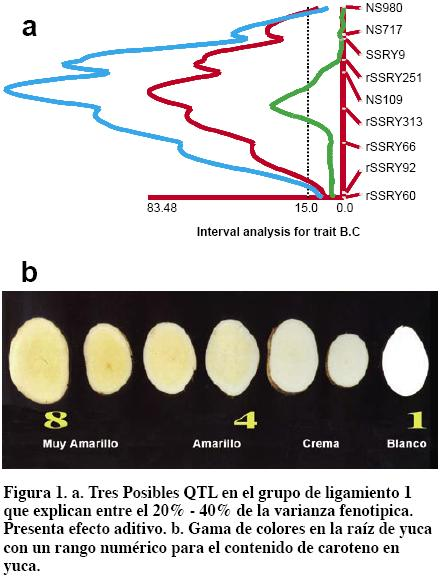 a
NS980
NS717
SSRY9
rSSRY251
NS109
rSSRY313
rSSRY66
rSSRY92
rSSRY60
83.48 15.0 0.0
Interval analysis for trait B.C
b
8 4 1
Muy Amarillo Amarillo Crema Blanco
Figura 1. a. Tres Posibles QTL en el grupo de ligamiento 1
que explican entre el 20% - 40% de la varianza fenotipica.
Presenta efecto aditivo. b. Gama de colores en la raíz de yuca
con un rango numérico para el contenido de caroteno en
yuca.